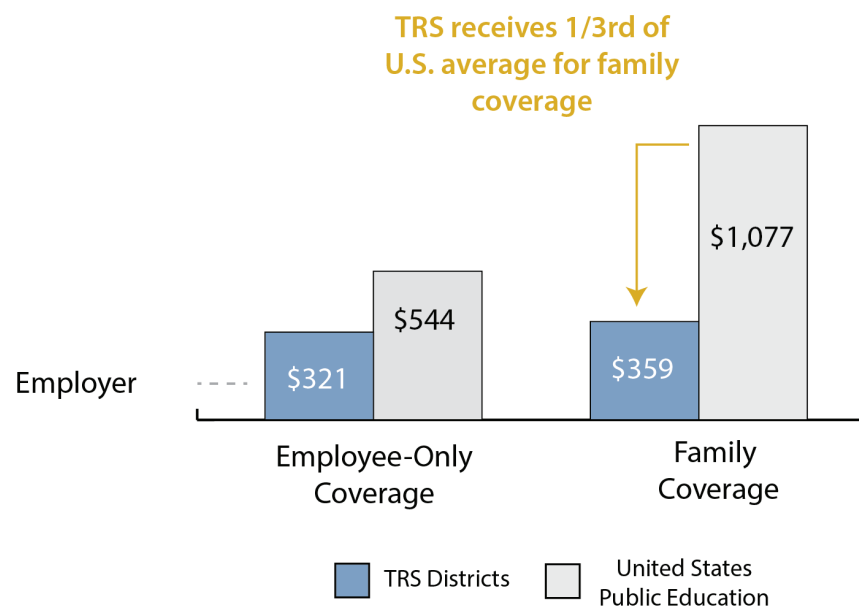 TRS receives 1/3rd of
U.S. average for family
coverage
$1,077
$544
$321
$359
Employer
Employee-Only
Coverage
Family
Coverage
TRS Districts
United States
Public Education